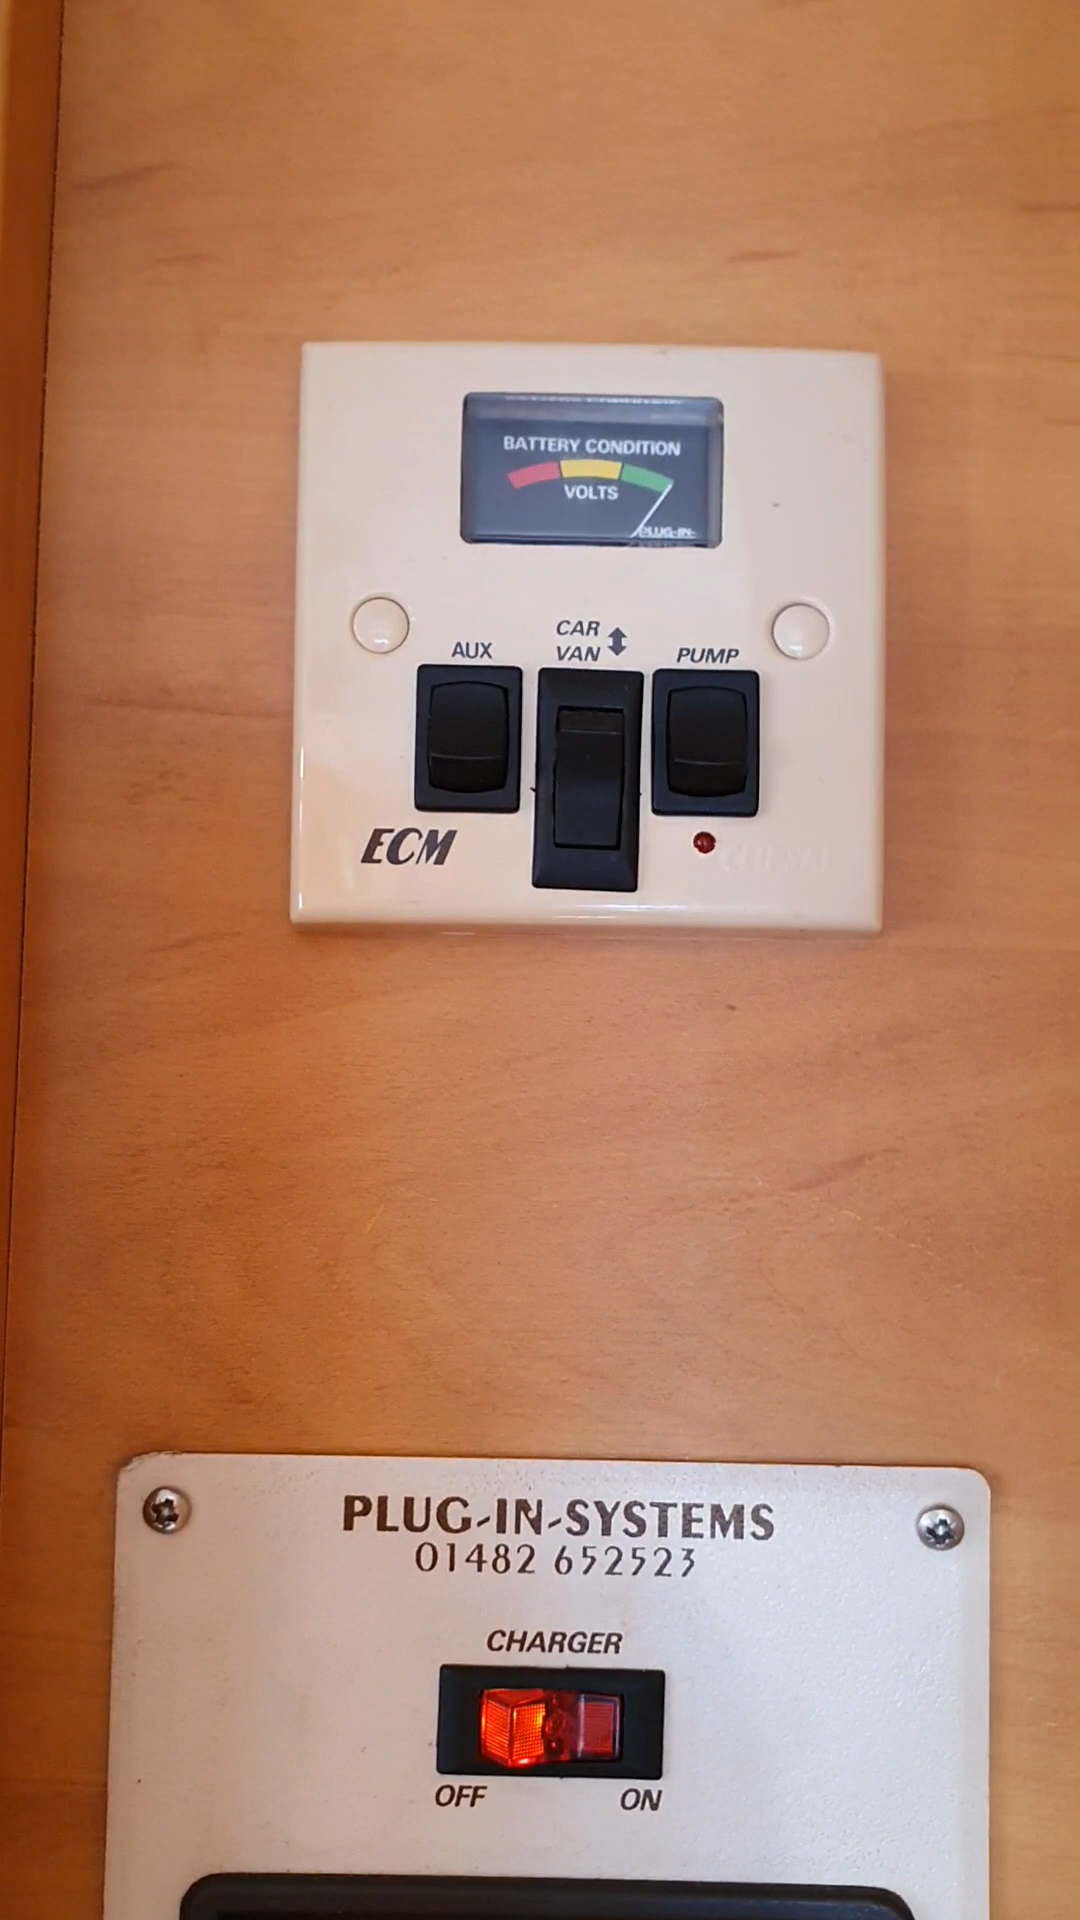 BATTERY CONDITION
VOLTS
PLUG-IN-
CAR
VAN
AUX
PUMP
ECM
PLUG-IN-SYSTEMS
01482 652523
CHARGER
OFF
ON